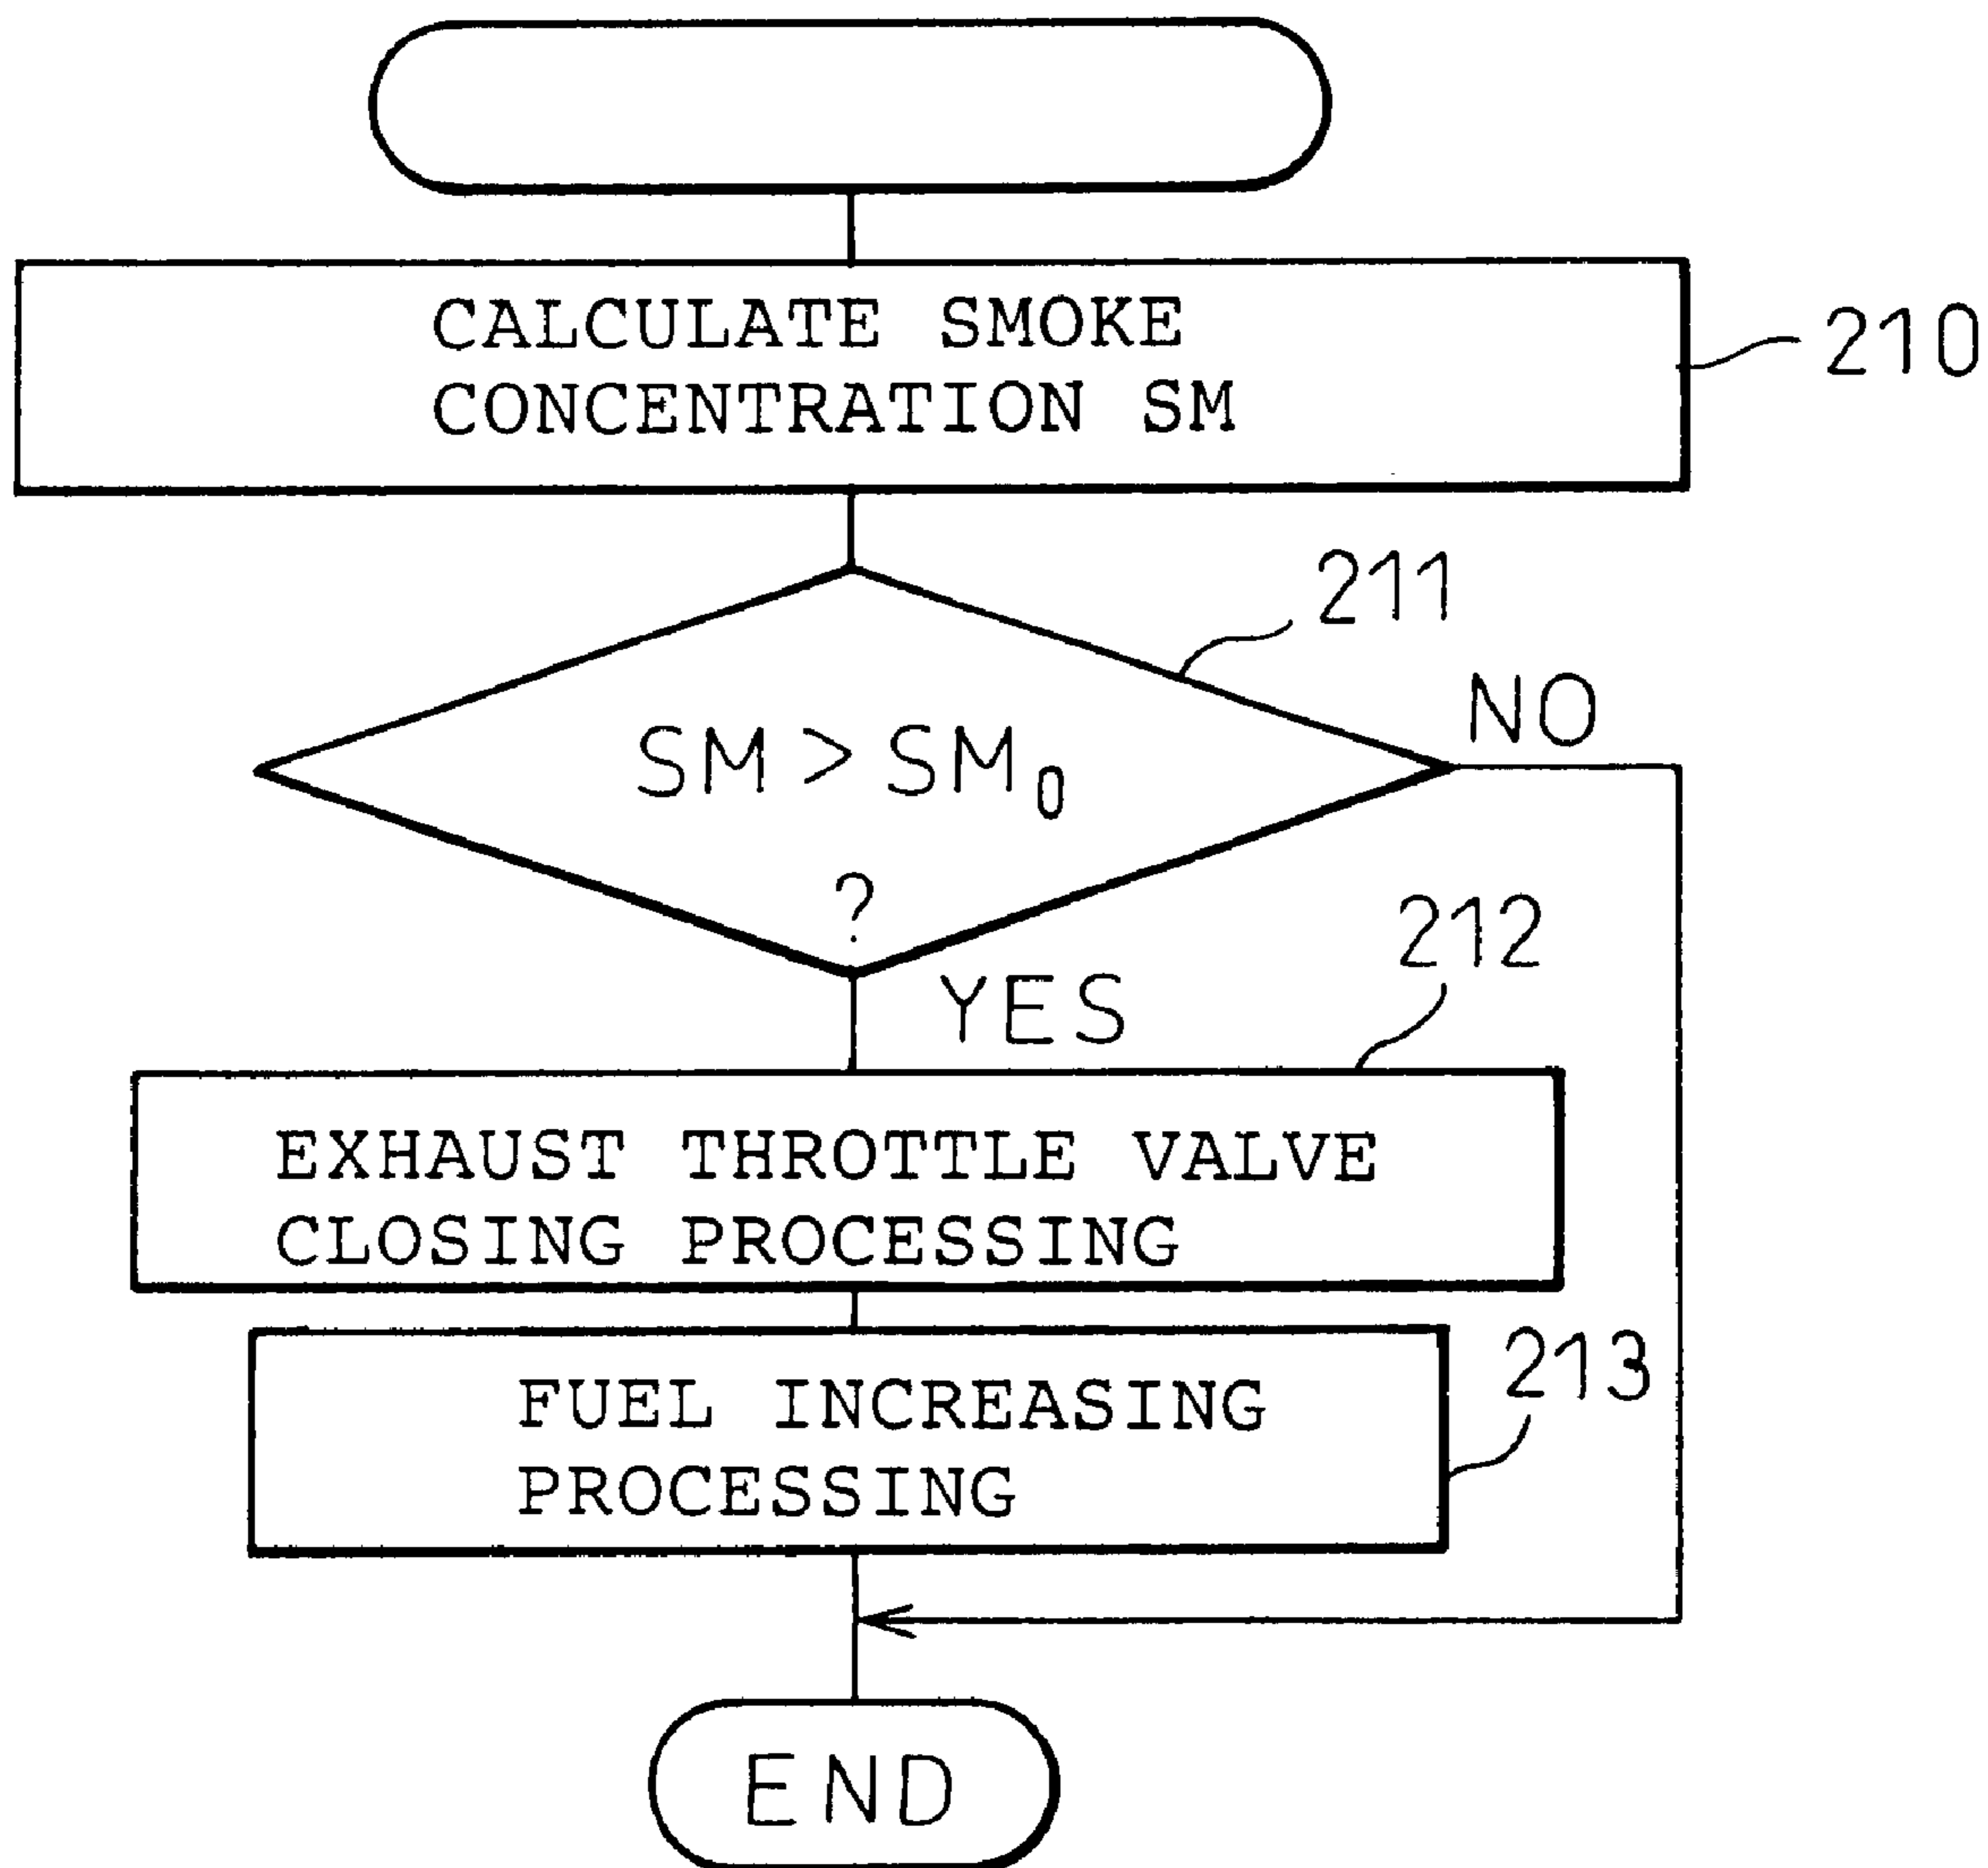 CALCULATE SMOKE
CONCENTRATION SM
210
211
SM > SM₀
?
NO
YES
212
EXHAUST THROTTLE VALVE
CLOSING PROCESSING
213
FUEL INCREASING
PROCESSING
END